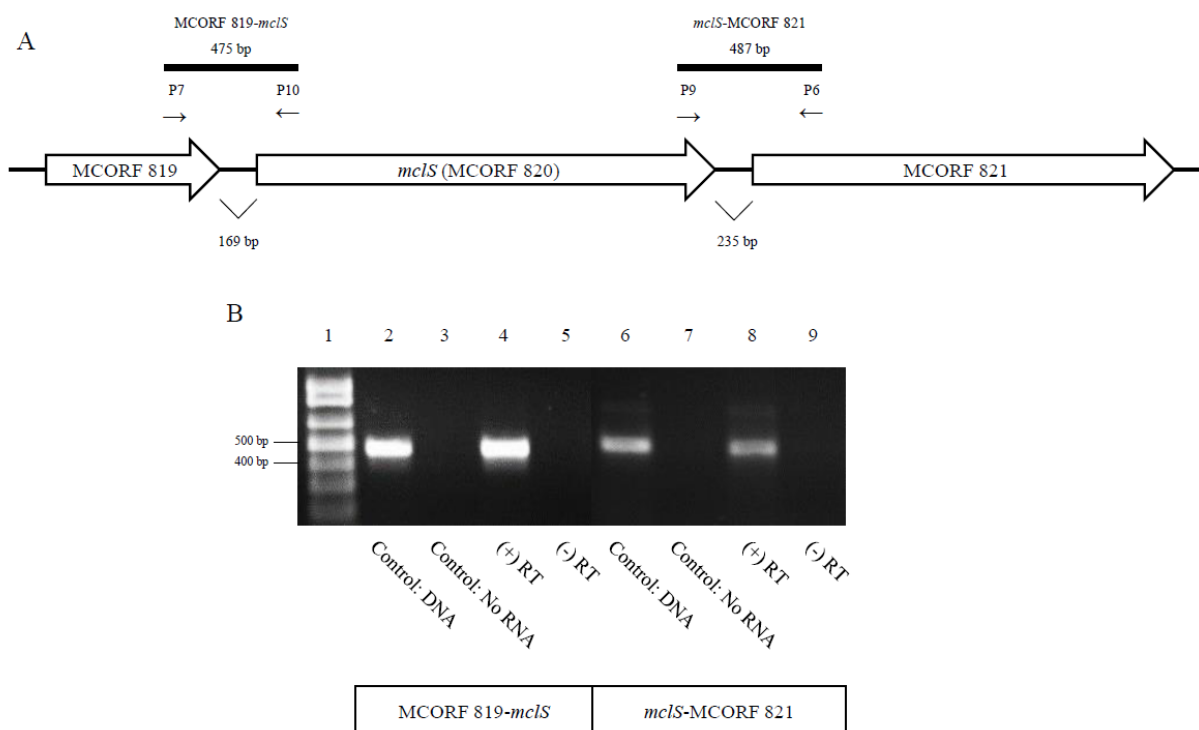 A
MCORF 819-mclS
475 bp
mclS-MCORF 821
487 bp
P7
P10
P9
P6
MCORF 819
mclS (MCORF 820)
MCORF 821
169 bp
235 bp
B
1 2 3 4 5 6 7 8 9
500 bp
400 bp
Control: DNA
Control: No RNA
(+) RT
(-) RT
Control: DNA
Control: No RNA
(+) RT
(-) RT
MCORF 819-mclS
mclS-MCORF 821